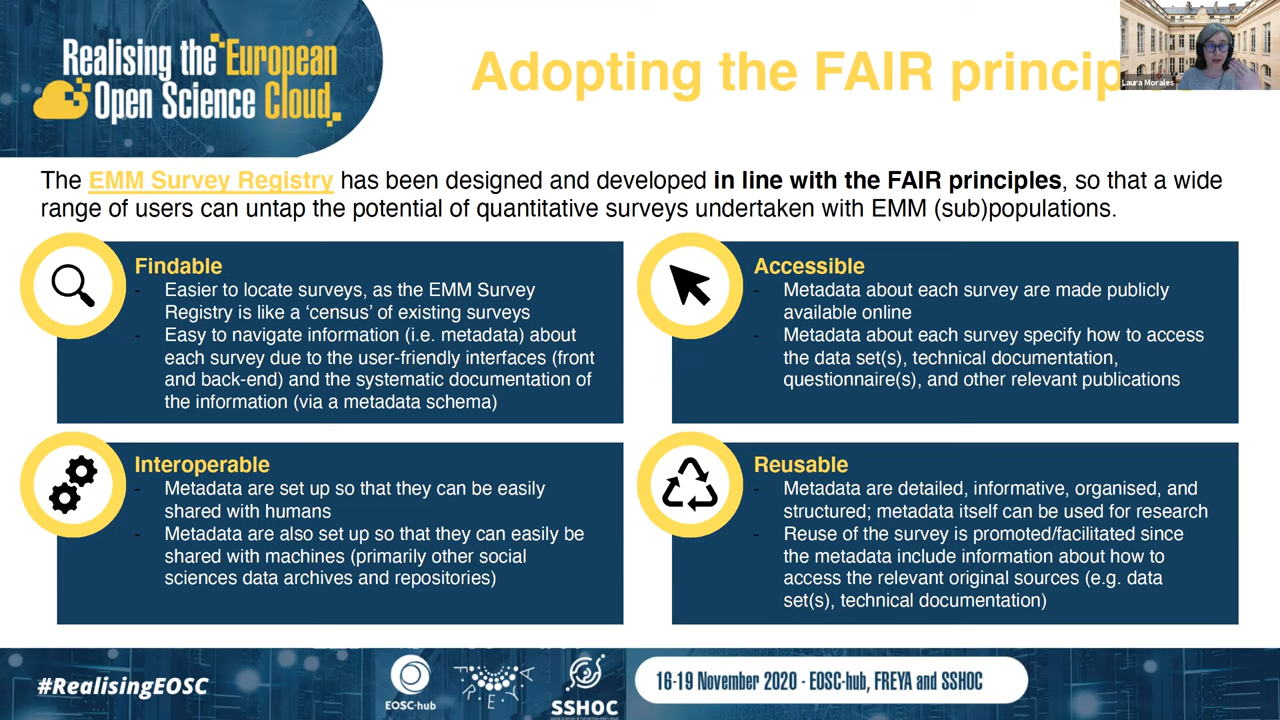 Realising the European
Open Science Cloud
Adopting the FAIR princip
Laura Morales
The EMM Survey Registry has been designed and developed in line with the FAIR principles, so that a wide
range of users can untap the potential of quantitative surveys undertaken with EMM (sub)populations.
Findable
- Easier to locate surveys, as the EMM Survey
Registry is like a ‘census’ of existing surveys
- Easy to navigate information (i.e. metadata) about
each survey due to the user-friendly interfaces (front
and back-end) and the systematic documentation of
the information (via a metadata schema)
Accessible
- Metadata about each survey are made publicly
available online
- Metadata about each survey specify how to access
the data set(s), technical documentation,
questionnaire(s), and other relevant publications
Interoperable
- Metadata are set up so that they can be easily
shared with humans
- Metadata are also set up so that they can easily be
shared with machines (primarily other social
sciences data archives and repositories)
Reusable
- Metadata are detailed, informative, organised, and
structured; metadata itself can be used for research
- Reuse of the survey is promoted/facilitated since
the metadata include information about how to
access the relevant original sources (e.g. data
set(s), technical documentation)
#RealisingEOSC
EOSC-hub
FREYA
SSHOC
16-19 November 2020 - EOSC-hub, FREYA and SSHOC